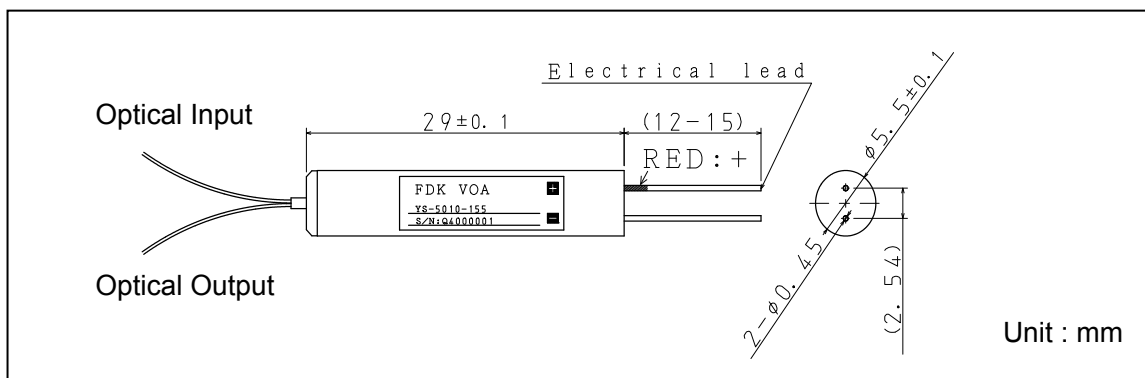 Electrical lead
Optical Input
29±0.1
(12-15)
RED:+
φ5.5±0.1
FDK VOA
+
YS-5010-155
S/N:Q4000001
-
Optical Output
2-φ0.45
(2.54)
Unit : mm